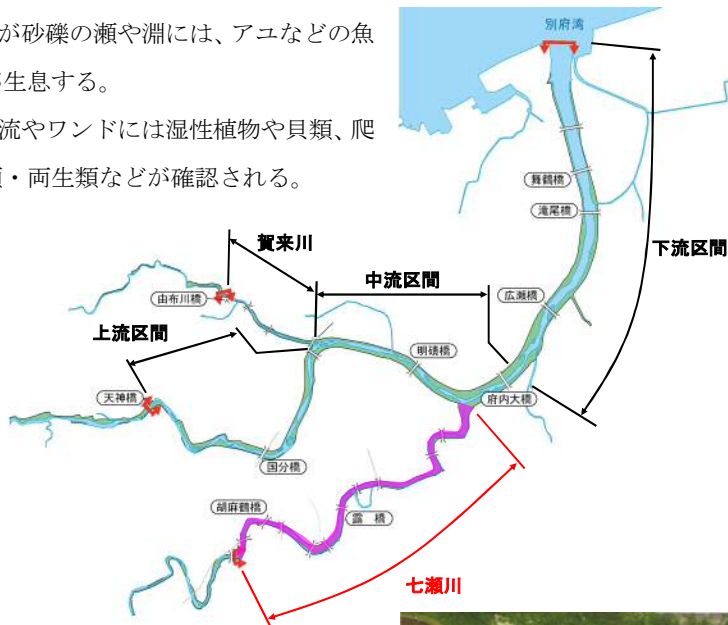 が砂礫の瀬や淵には、アユなどの魚
生息する。
流やワンドには湿性植物や貝類、爬
類・両生類などが確認される。
別府湾
舞鶴橋
滝尾橋
下流区間
賀来川
中流区間
広瀬橋
由布川橋
上流区間
明磧橋
天神橋
府内大橋
国分橋
胡麻鶴橋
露 橋
七瀬川